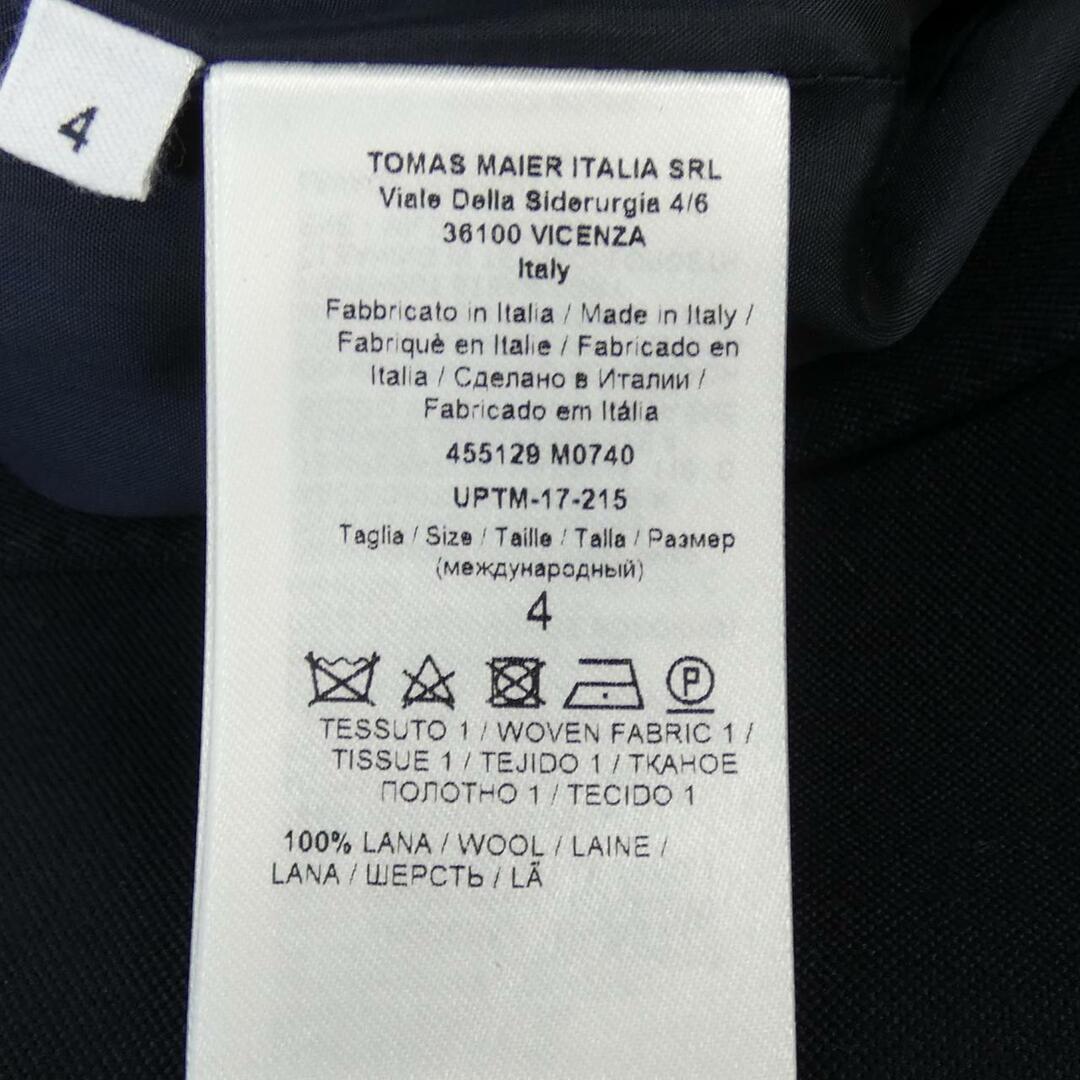 4
TOMAS MAIER ITALIA SRL
Viale Della Siderurgia 4/6
36100 VICENZA
Italy
Fabbricato in Italia / Made in Italy /
Fabriquè en Italie / Fabricado en
Italia / Сделано в Италии /
Fabricado em Itália
455129 M0740
UPTM-17-215
Taglia / Size / Taille / Talla / Размер
(международный)
4
P
TESSUTO 1 / WOVEN FABRIC 1 /
TISSUE 1 / TEJIDO 1 / ТКАНОЕ
ПОЛОТНО 1 / TECIDO 1
100% LANA / WOOL / LAINE /
LANA / ШЕРСТЬ / LÃ